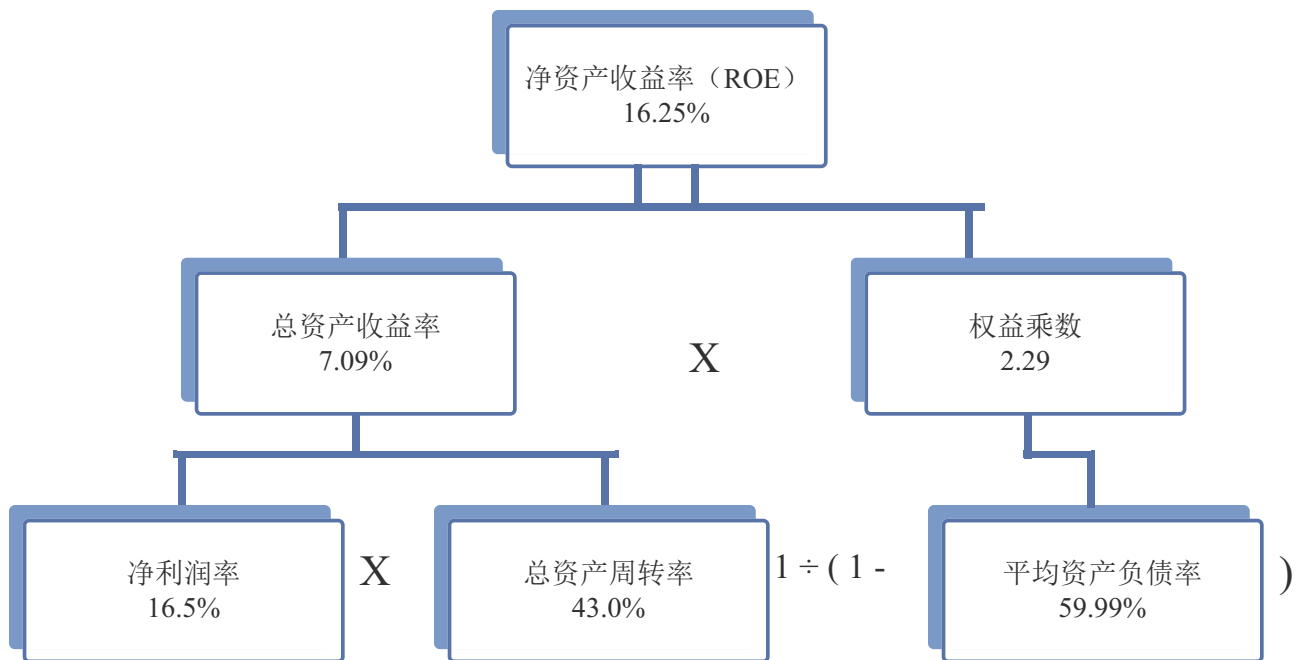 净资产收益率（ROE）
16.25%
总资产收益率
7.09%
X
权益乘数
2.29
净利润率
16.5%
X
总资产周转率
43.0%
1 ÷ ( 1 -
平均资产负债率
59.99%
)